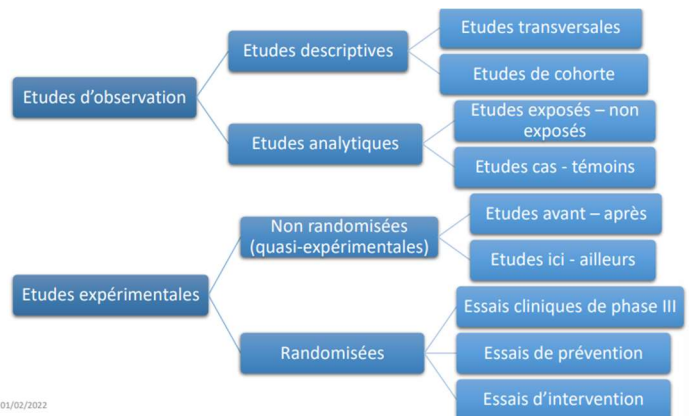 Etudes d'observation
Etudes descriptives
Etudes transversales
Etudes de cohorte
Etudes analytiques
Etudes exposés – non
exposés
Etudes cas - témoins
Etudes expérimentales
Non randomisées
(quasi-expérimentales)
Etudes avant – après
Etudes ici - ailleurs
Randomisées
Essais cliniques de phase III
Essais de prévention
Essais d'intervention
01/02/2022